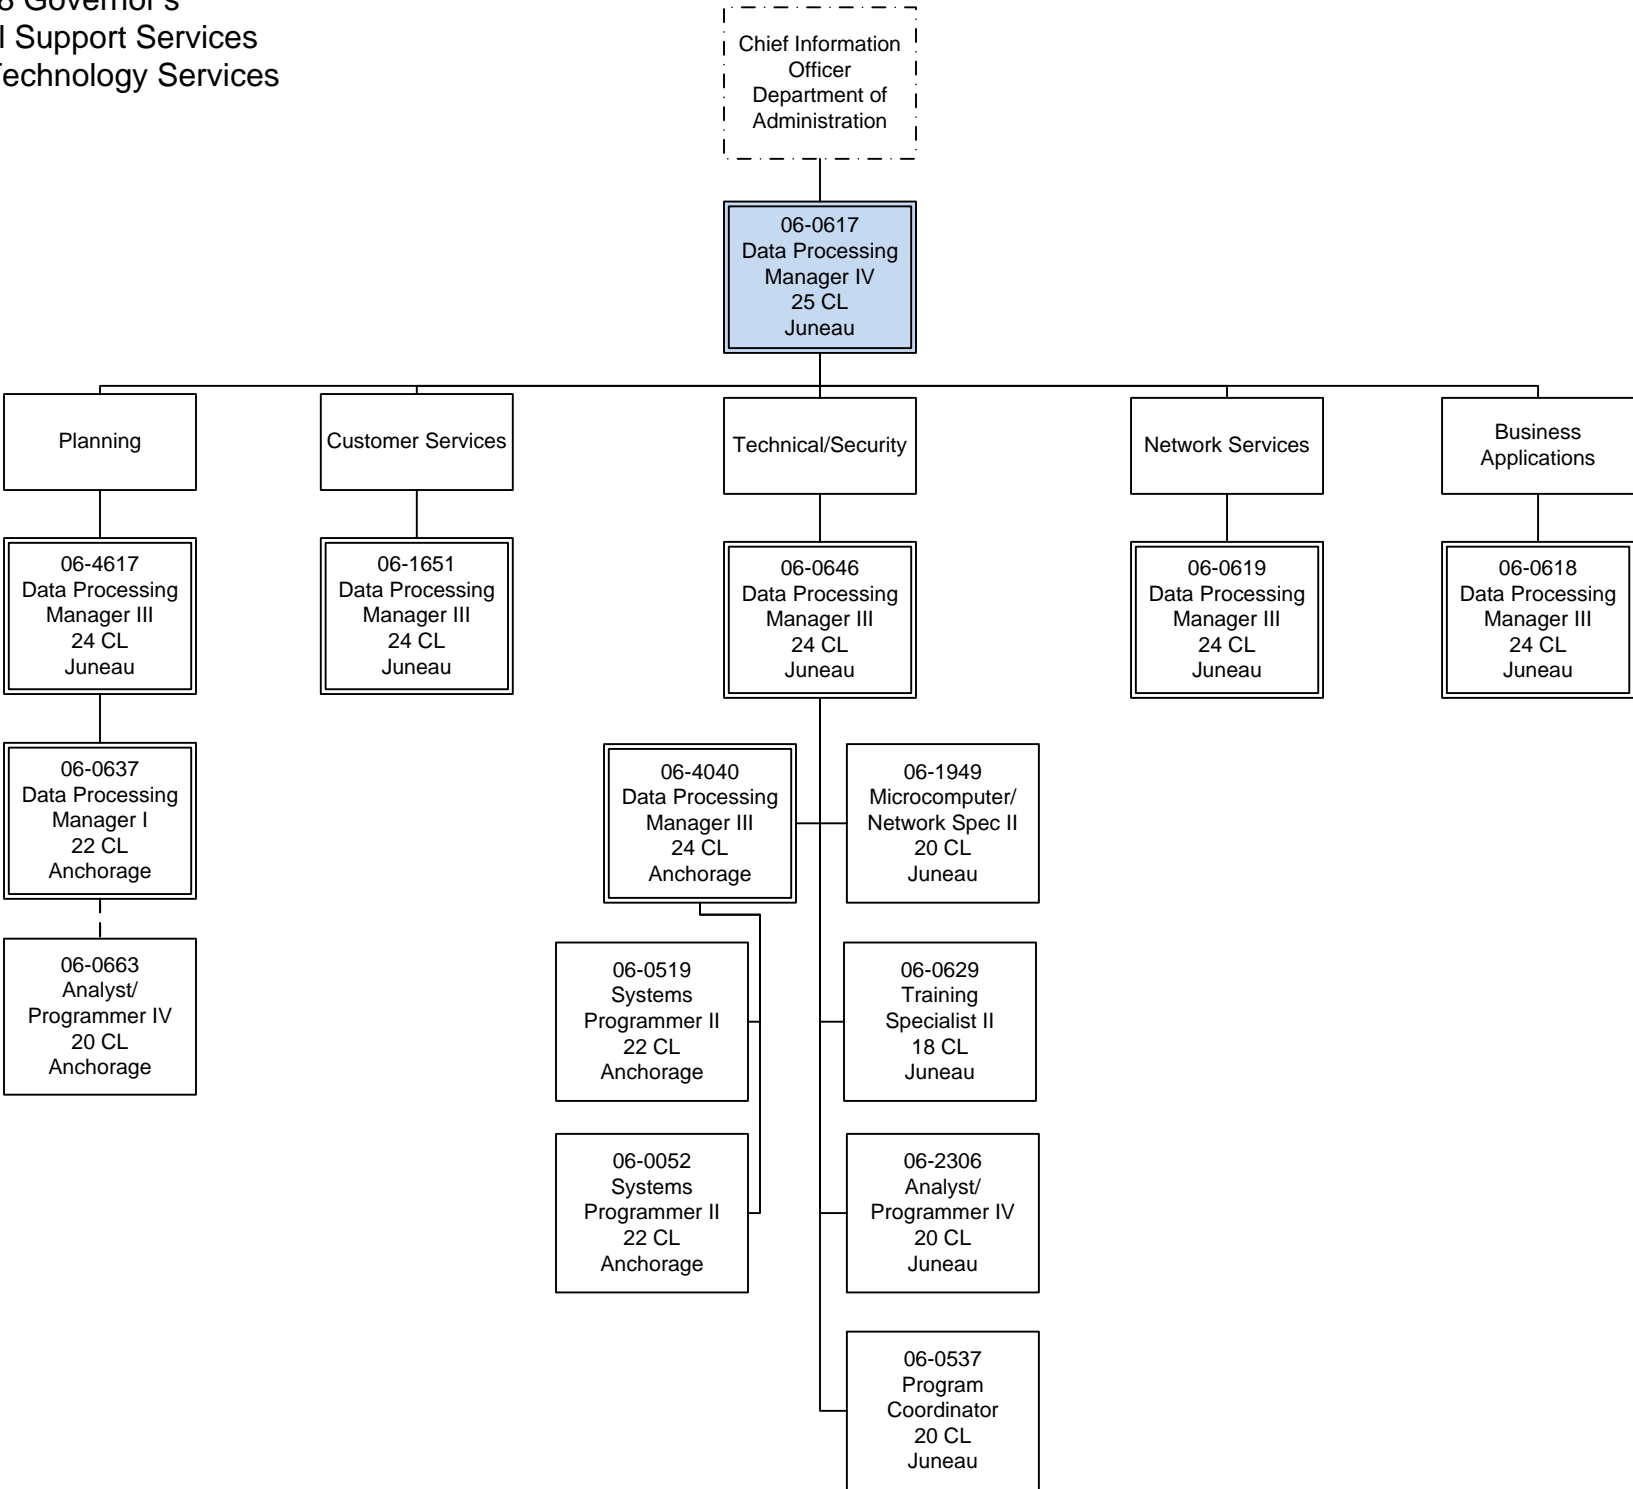 8 Governor's
l Support Services
Technology Services
Chief Information
Officer
Department of
Administration
06-0617
Data Processing
Manager IV
25 CL
Juneau
Planning
Customer Services
Technical/Security
Network Services
Business
Applications
06-4617
Data Processing
Manager III
24 CL
Juneau
06-1651
Data Processing
Manager III
24 CL
Juneau
06-0646
Data Processing
Manager III
24 CL
Juneau
06-0619
Data Processing
Manager III
24 CL
Juneau
06-0618
Data Processing
Manager III
24 CL
Juneau
06-0637
Data Processing
Manager I
22 CL
Anchorage
06-4040
Data Processing
Manager III
24 CL
Anchorage
06-1949
Microcomputer/
Network Spec II
20 CL
Juneau
06-0663
Analyst/
Programmer IV
20 CL
Anchorage
06-0519
Systems
Programmer II
22 CL
Anchorage
06-0629
Training
Specialist II
18 CL
Juneau
06-0052
Systems
Programmer II
22 CL
Anchorage
06-2306
Analyst/
Programmer IV
20 CL
Juneau
06-0537
Program
Coordinator
20 CL
Juneau